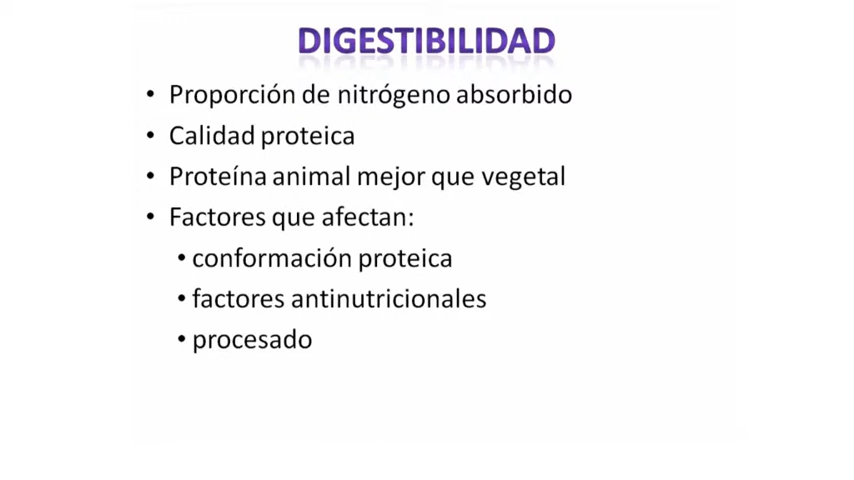 DIGESTIBILIDAD
• Proporción de nitrógeno absorbido
• Calidad proteica
• Proteína animal mejor que vegetal
• Factores que afectan:
• conformación proteica
• factores antinutricionales
• procesado